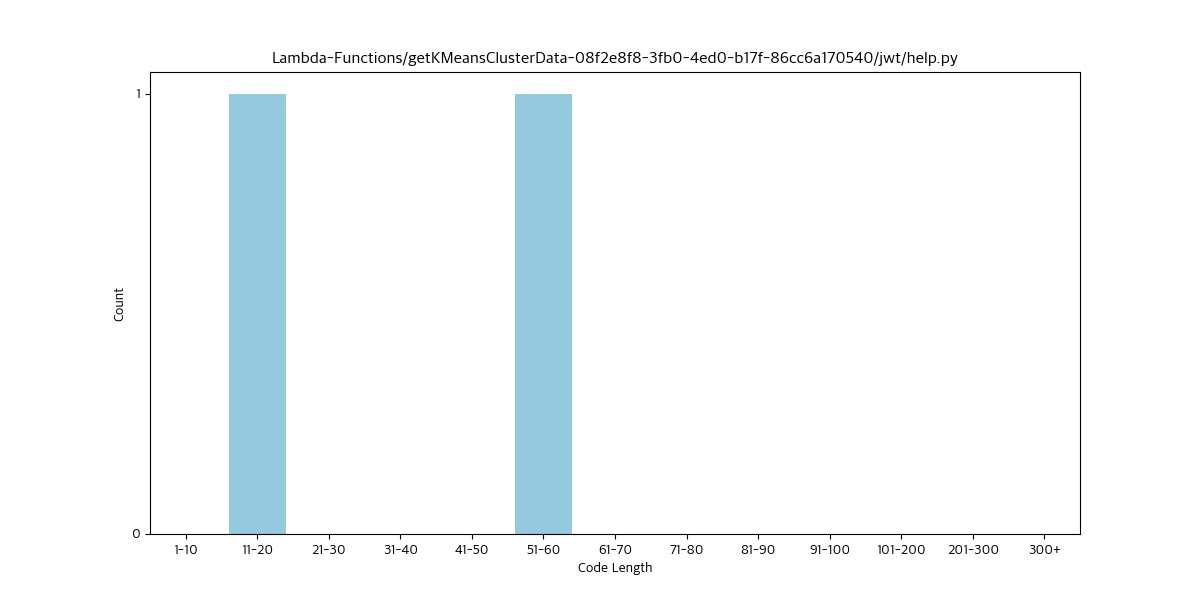 Lambda-Functions/getKMeansClusterData-08f2e8f8-3fb0-4ed0-b17f-86cc6a170540/jwt/help.py
1
Count
0
1-10 11-20 21-30 31-40 41-50 51-60 61-70 71-80 81-90 91-100 101-200 201-300 300+
Code Length